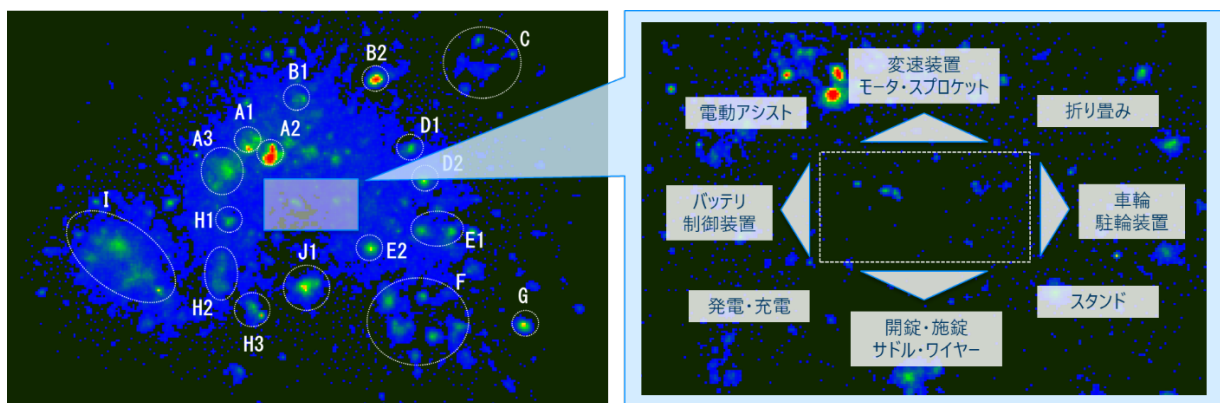 C
B2
B1
A1
A2
A3
D1
D2
I
H1
E1
E2
J1
F
G
H2
H3
変速装置
モータ・スプロケット
電動アシスト
折り畳み
バッテリ
制御装置
車輪
駐輪装置
発電・充電
スタンド
開錠・施錠
サドル・ワイヤー